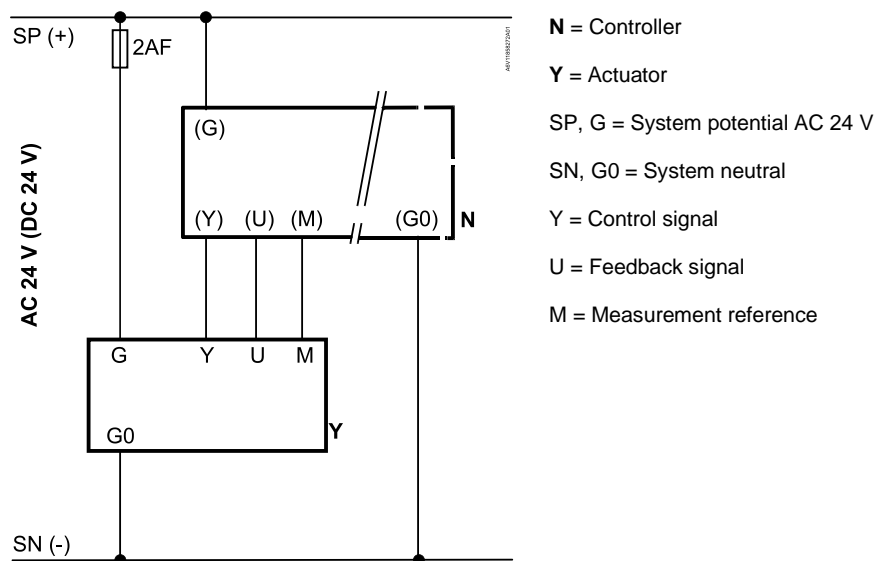 SP (+)
2AF
A6V11858272A01
(G)
AC 24 V (DC 24 V)
(Y) (U) (M) (G0) N
G Y U M
G0
Y
SN (-)
N = Controller
Y = Actuator
SP, G = System potential AC 24 V
SN, G0 = System neutral
Y = Control signal
U = Feedback signal
M = Measurement reference